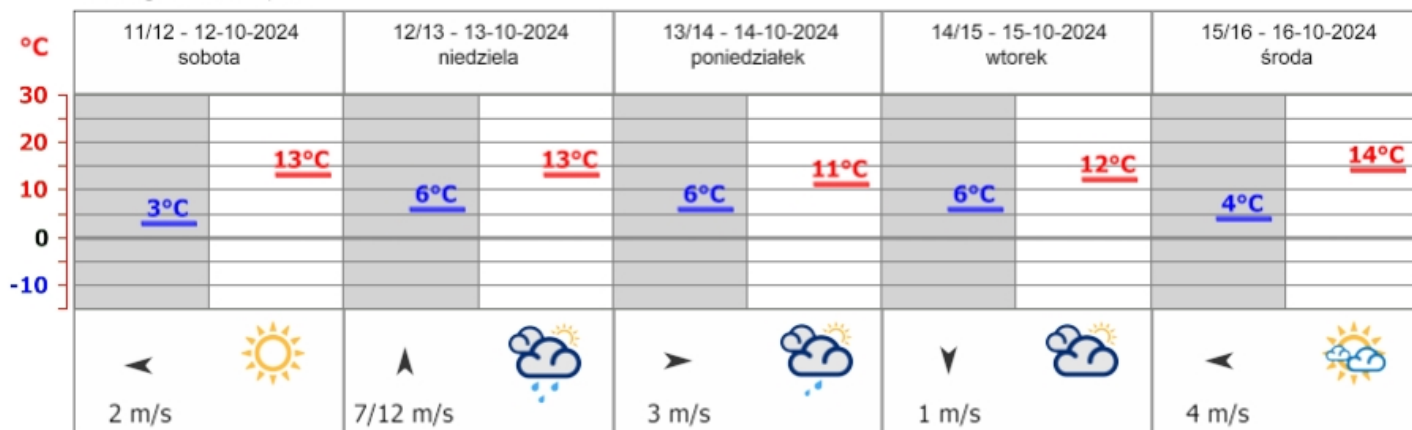 °C
11/12 - 12-10-2024
sobota
12/13 - 13-10-2024
niedziela
13/14 - 14-10-2024
poniedziałek
14/15 - 15-10-2024
wtorek
15/16 - 16-10-2024
środa
30
20
10
0
-10
3°C
13°C
6°C
13°C
6°C
11°C
6°C
12°C
4°C
14°C
2 m/s
7/12 m/s
3 m/s
1 m/s
4 m/s